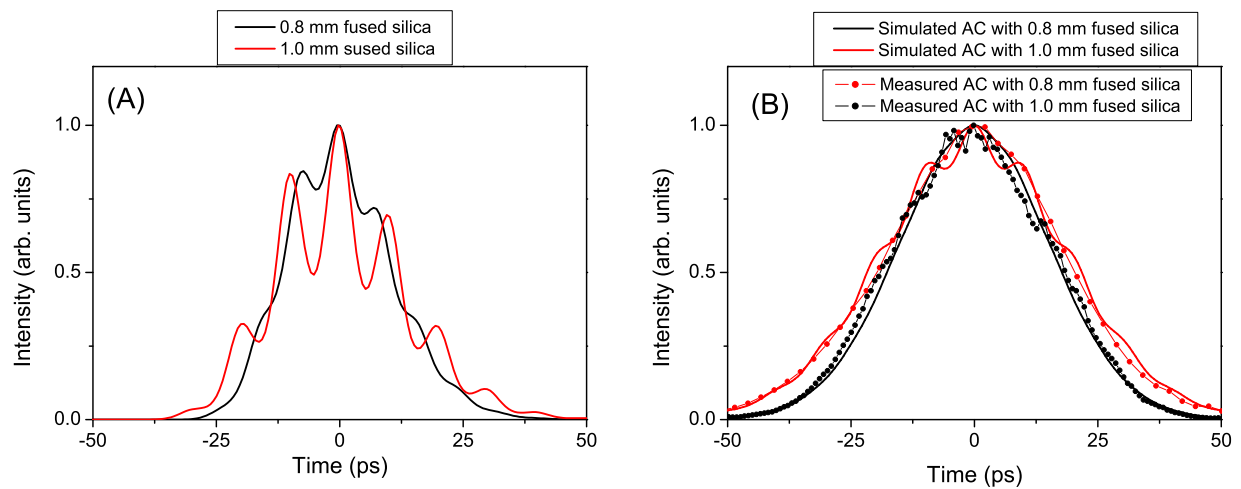 0.8 mm fused silica
1.0 mm sused silica
(A)
Intensity (arb. units)
1.0
0.5
0.0
-50
-25
0
25
50
Time (ps)
Simulated AC with 0.8 mm fused silica
Simulated AC with 1.0 mm fused silica
Measured AC with 0.8 mm fused silica
Measured AC with 1.0 mm fused silica
(B)
Intensity (arb. units)
1.0
0.5
0.0
-50
-25
0
25
50
Time (ps)